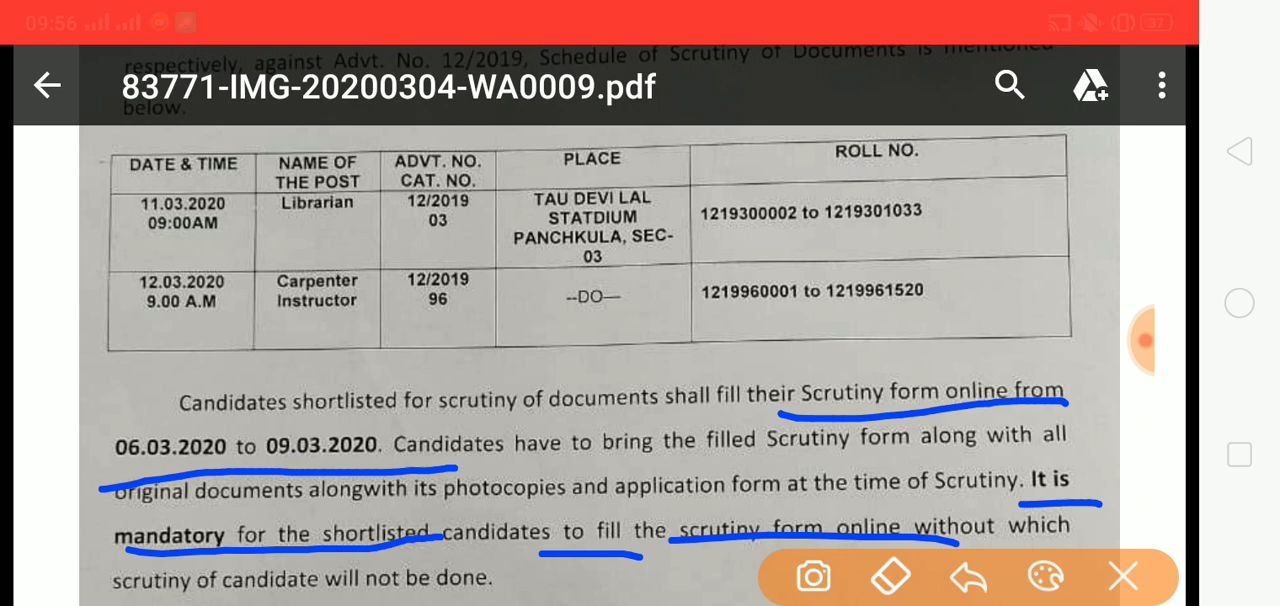 09:56
37
respectively, against Advt. No. 12/2019, Schedule of Scrutiny of Documents is mentioned
83771-IMG-20200304-WA0009.pdf
below.
DATE & TIME
NAME OF
THE POST
ADVT. NO.
CAT. NO.
PLACE
ROLL NO.
11.03.2020
09:00AM
Librarian
12/2019
03
TAU DEVI LAL
STATDIUM
PANCHKULA, SEC-
03
1219300002 to 1219301033
12.03.2020
9.00 A.M
Carpenter
Instructor
12/2019
96
--DO—
1219960001 to 1219961520
Candidates shortlisted for scrutiny of documents shall fill their Scrutiny form online from
06.03.2020 to 09.03.2020. Candidates have to bring the filled Scrutiny form along with all
original documents alongwith its photocopies and application form at the time of Scrutiny. It is
mandatory for the shortlisted candidates to fill the scrutiny form online without which
scrutiny of candidate will not be done.